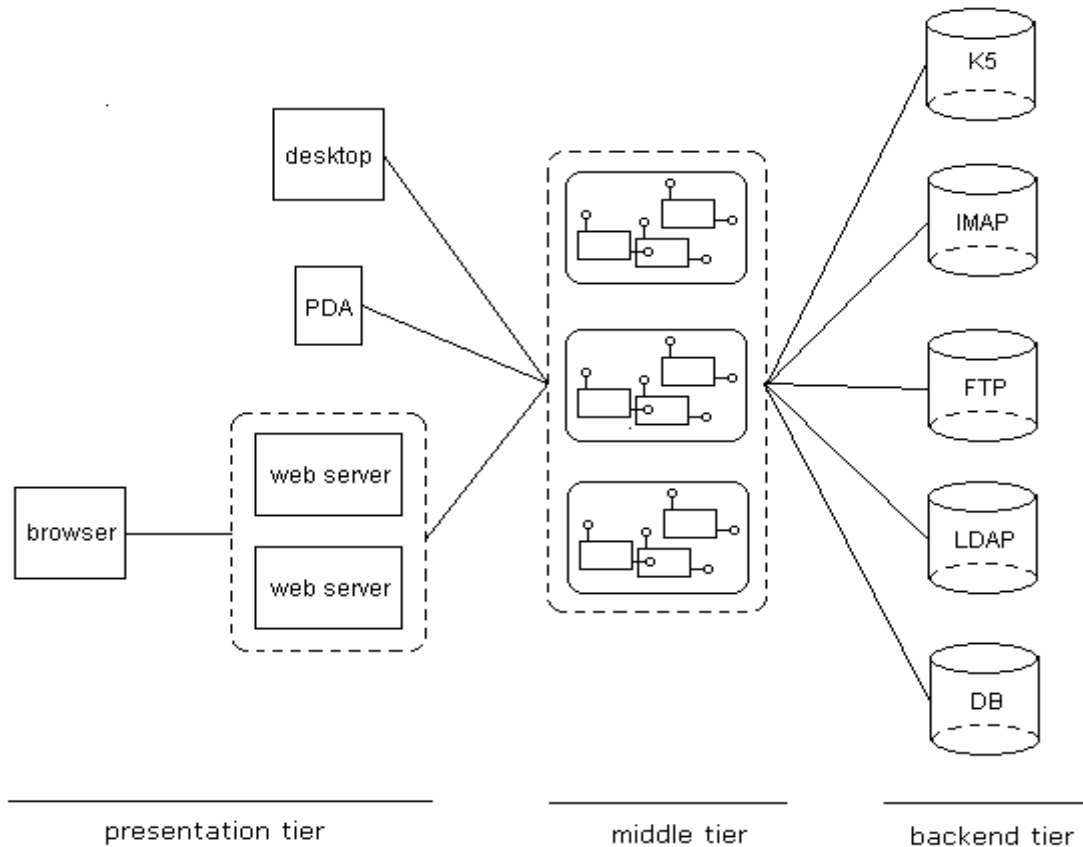 K5
desktop
IMAP
PDA
FTP
web server
browser
LDAP
web server
DB
presentation tier
middle tier
backend tier